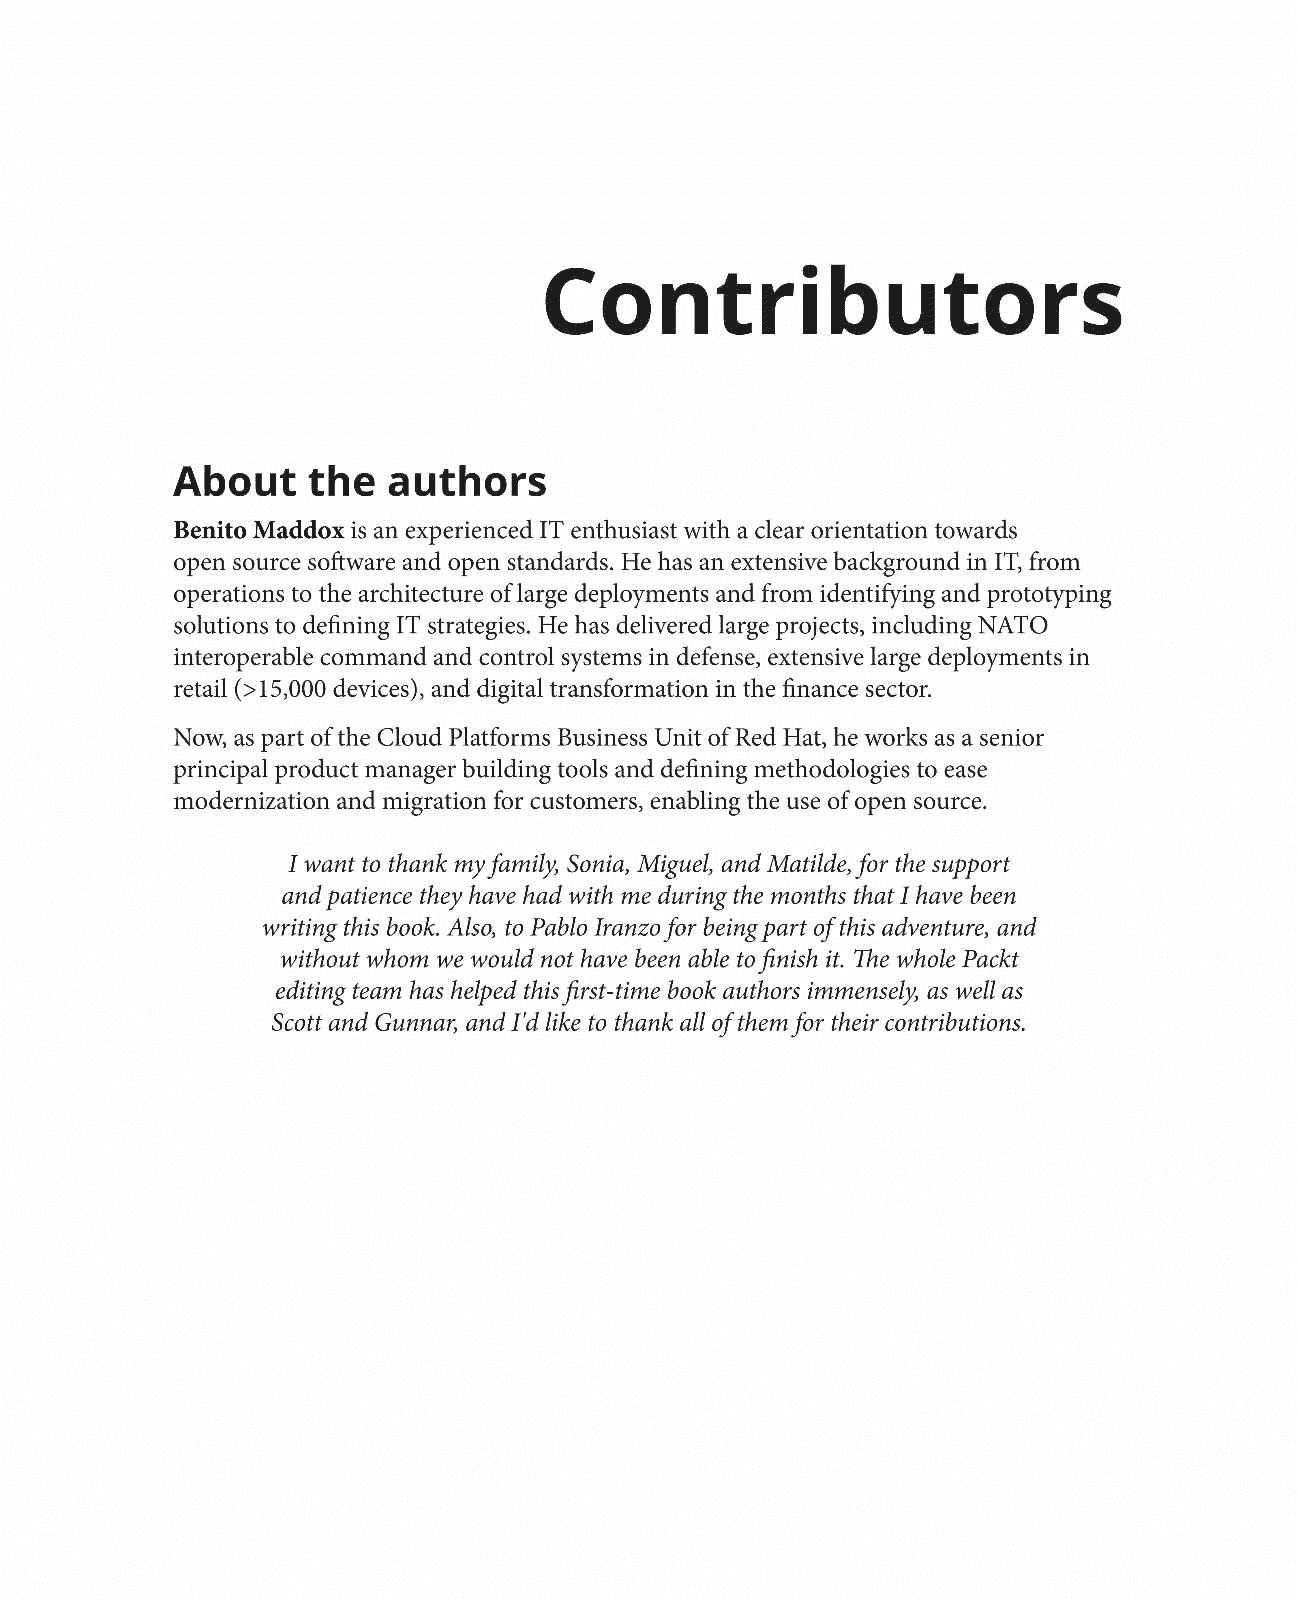 Contributors
About the authors
Benito Maddox is an experienced IT enthusiast with a clear orientation towards
open source software and open standards. He has an extensive background in IT, from
operations to the architecture of large deployments and from identifying and prototyping
solutions to defining IT strategies. He has delivered large projects, including NATO
interoperable command and control systems in defense, extensive large deployments in
retail (>15,000 devices), and digital transformation in the finance sector.
Now, as part of the Cloud Platforms Business Unit of Red Hat, he works as a senior
principal product manager building tools and defining methodologies to ease
modernization and migration for customers, enabling the use of open source.
I want to thank my family, Sonia, Miguel, and Matilde, for the support
and patience they have had with me during the months that I have been
writing this book. Also, to Pablo Iranzo for being part of this adventure, and
without whom we would not have been able to finish it. The whole Packt
editing team has helped this first-time book authors immensely, as well as
Scott and Gunnar, and I'd like to thank all of them for their contributions.